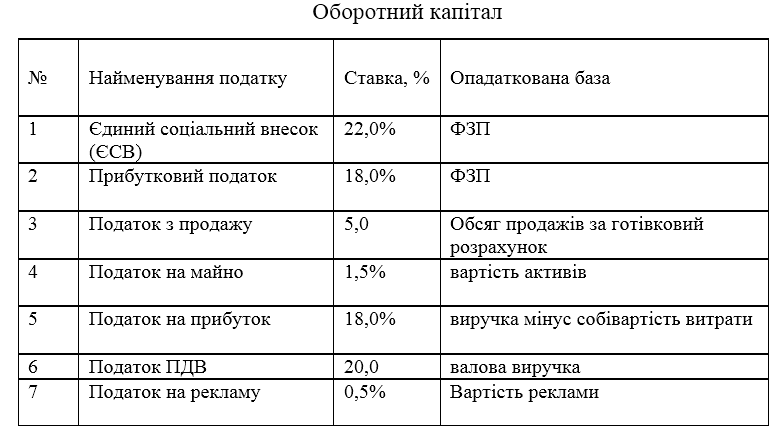 Оборотний капітал
№ Найменування податку Ставка, % Опадаткована база
1 Єдиний соціальний внесок 22,0% ФЗП
(ЄСВ)
2 Прибутковий податок 18,0% ФЗП
3 Податок з продажу 5,0 Обсяг продажів за готівковий
розрахунок
4 Податок на майно 1,5% вартість активів
5 Податок на прибуток 18,0% виручка мінус собівартість витрати
6 Податок ПДВ 20,0 валова виручка
7 Податок на рекламу 0,5% Вартість реклами